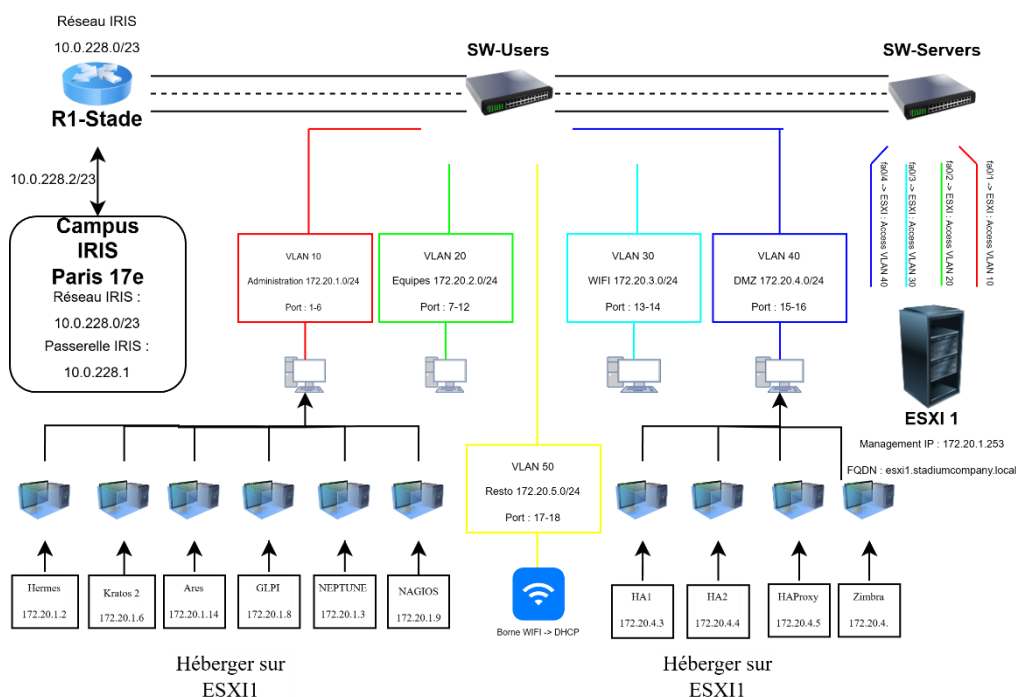 Réseau IRIS
10.0.228.0/23
R1-Stade
SW-Users
SW-Servers
10.0.228.2/23
Campus
IRIS
Paris 17e
Réseau IRIS :
10.0.228.0/23
Passerelle IRIS :
10.0.228.1
VLAN 10
Administration 172.20.1.0/24
Port : 1-6
VLAN 20
Equipes 172.20.2.0/24
Port : 7-12
VLAN 30
WIFI 172.20.3.0/24
Port : 13-14
VLAN 40
DMZ 172.20.4.0/24
Port : 15-16
fa0/4 -> ESXI : Access VLAN 40
fa0/3 -> ESXI : Access VLAN 30
fa0/2 -> ESXI : Access VLAN 20
fa0/1 -> ESXI : Access VLAN 10
ESXI 1
Management IP : 172.20.1.253
FQDN : esxi1.stadiumcompany.local
VLAN 50
Resto 172.20.5.0/24
Port : 17-18
Borne WIFI -> DHCP
Hermes
172.20.1.2
Kratos 2
172.20.1.6
Ares
172.20.1.14
GLPI
172.20.1.8
NEPTUNE
172.20.1.3
NAGIOS
172.20.1.9
HA1
172.20.4.3
HA2
172.20.4.4
HAProxy
172.20.4.5
Zimbra
172.20.4.
Héberger sur
ESXI1
Héberger sur
ESXI1